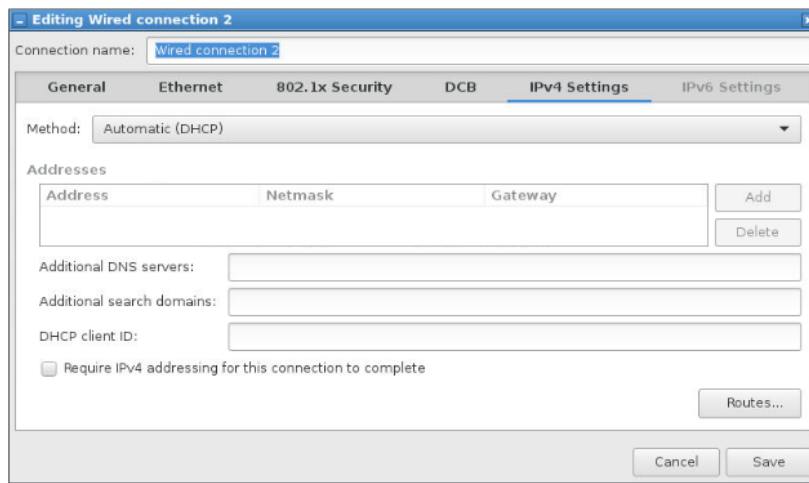 Editing Wired connection 2
Connection name: Wired connection 2
General Ethernet 802.1x Security DCB IPv4 Settings IPv6 Settings
Method: Automatic (DHCP)
Addresses
Address Netmask Gateway Add
Delete
Additional DNS servers:
Additional search domains:
DHCP client ID:
Require IPv4 addressing for this connection to complete
Routes...
Cancel Save